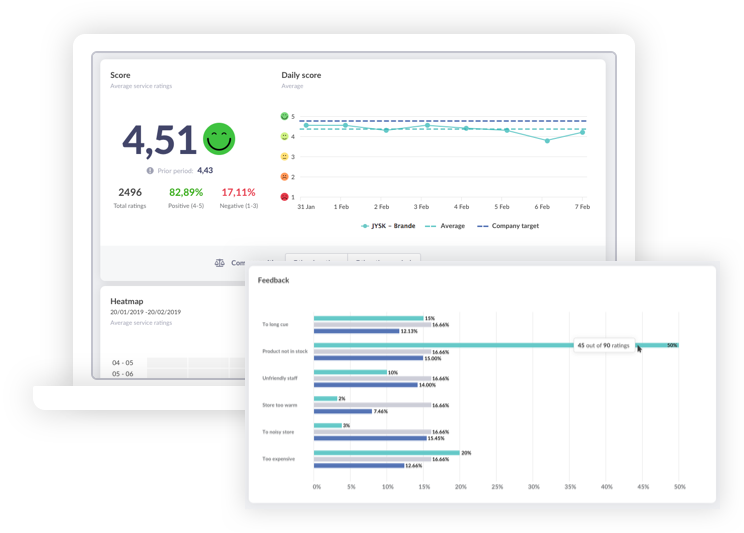 Score
Average service ratings
4,51
Prior period: 4,43
2496
Total ratings
82,89%
Positive (4-5)
17,11%
Negative (1-3)
Daily score
Average
5
4
3
2
1
31 Jan 1 Feb 2 Feb 3 Feb 4 Feb 5 Feb 6 Feb 7 Feb
JYSK – Brande Average Company target
Com
Heatmap
20/01/2019 -20/02/2019
Average service ratings
04 - 05
05 - 06
Feedback
To long cue
15%
16.66%
12.13%
Product not in stock
45 out of 90 ratings
50%
16.66%
15.00%
Unfriendly staff
10%
16.66%
14.00%
Store too warm
2%
16.66%
7.46%
To noisy store
3%
16.66%
15.45%
Too expensive
20%
16.66%
12.66%
0% 5% 10% 15% 20% 25% 30% 35% 40% 45% 50%